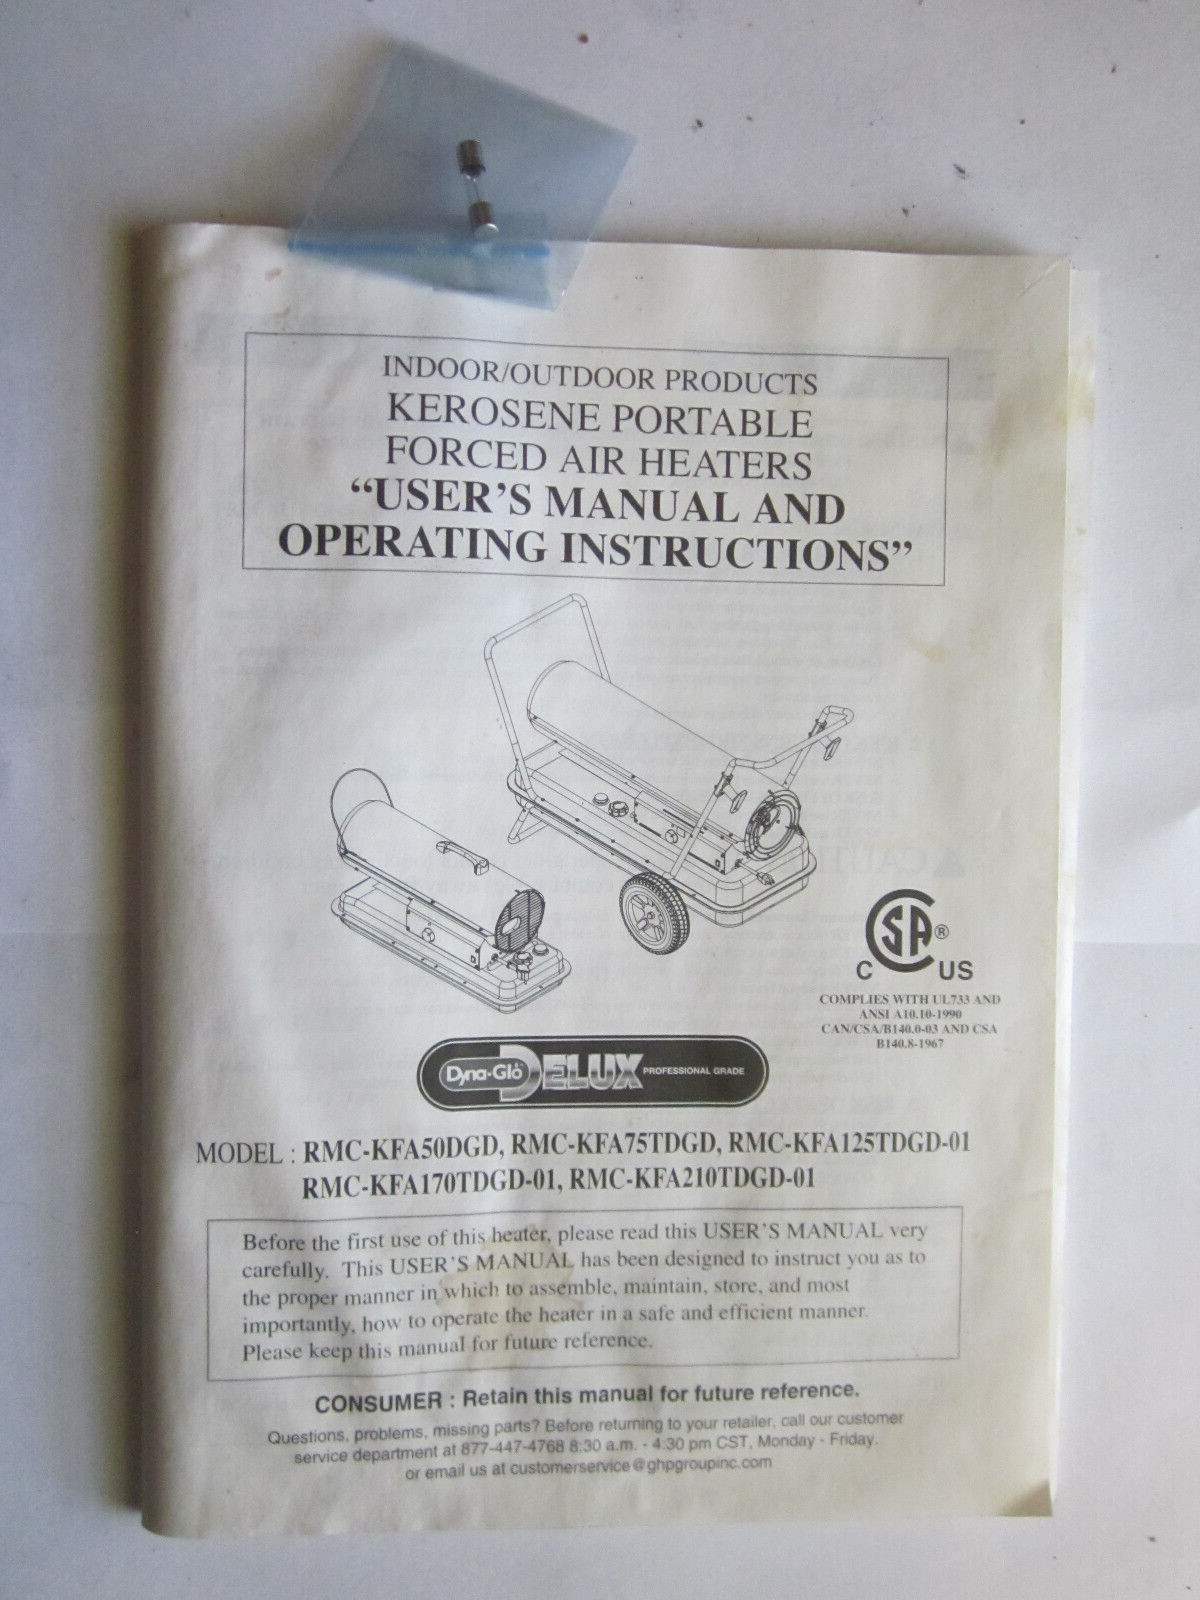 INDOOR/OUTDOOR PRODUCTS
KEROSENE PORTABLE
FORCED AIR HEATERS
“USER’S MANUAL AND
OPERATING INSTRUCTIONS”
CSA®
C US
COMPLIES WITH UL733 AND
ANSI A10.10-1990
CAN/CSA/B140.0-03 AND CSA
B140.8-1967
Dyna-Glo DELUX PROFESSIONAL GRADE
MODEL : RMC-KFA50DGD, RMC-KFA75TDGD, RMC-KFA125TDGD-01
RMC-KFA170TDGD-01, RMC-KFA210TDGD-01
Before the first use of this heater, please read this USER’S MANUAL very
carefully. This USER’S MANUAL has been designed to instruct you as to
the proper manner in which to assemble, maintain, store, and most
importantly, how to operate the heater in a safe and efficient manner.
Please keep this manual for future reference.
CONSUMER : Retain this manual for future reference.
Questions, problems, missing parts? Before returning to your retailer, call our customer
service department at 877-447-4768 8:30 a.m. - 4:30 pm CST, Monday - Friday.
or email us at customerservice@ghpgroupinc.com